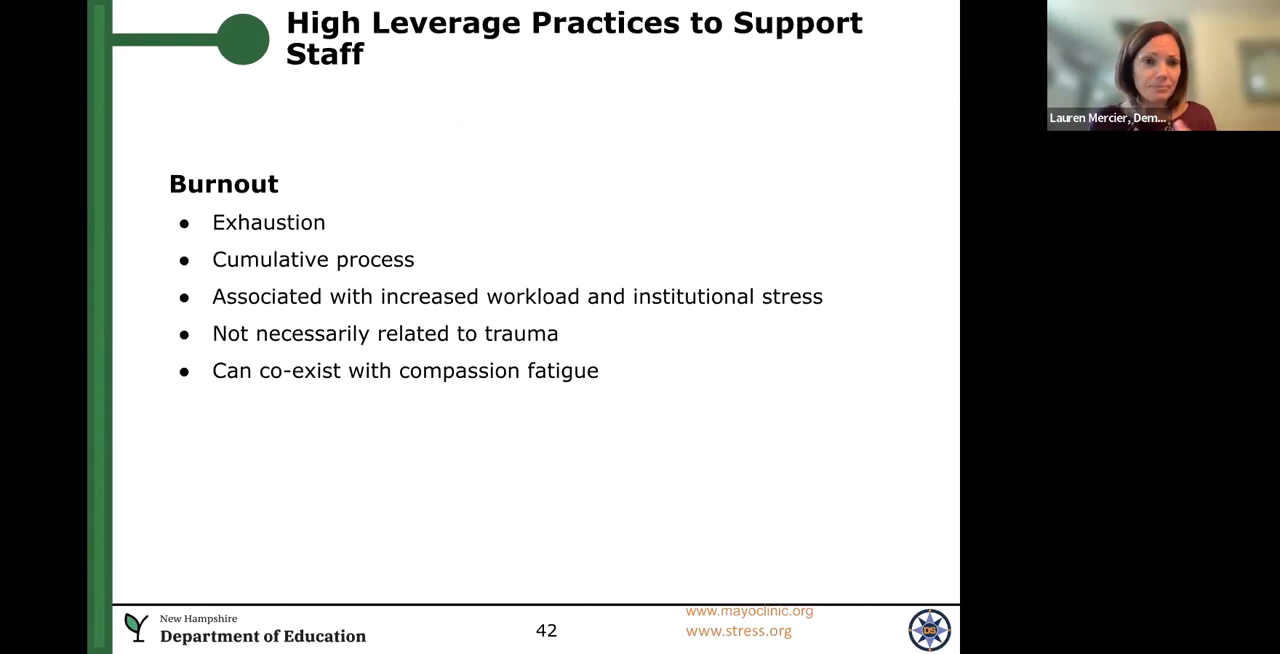 High Leverage Practices to Support
Staff
Lauren Mercier, Dem...
Burnout
● Exhaustion
● Cumulative process
● Associated with increased workload and institutional stress
● Not necessarily related to trauma
● Can co-exist with compassion fatigue
New Hampshire
Department of Education
42
www.mayoclinic.org
www.stress.org
DS